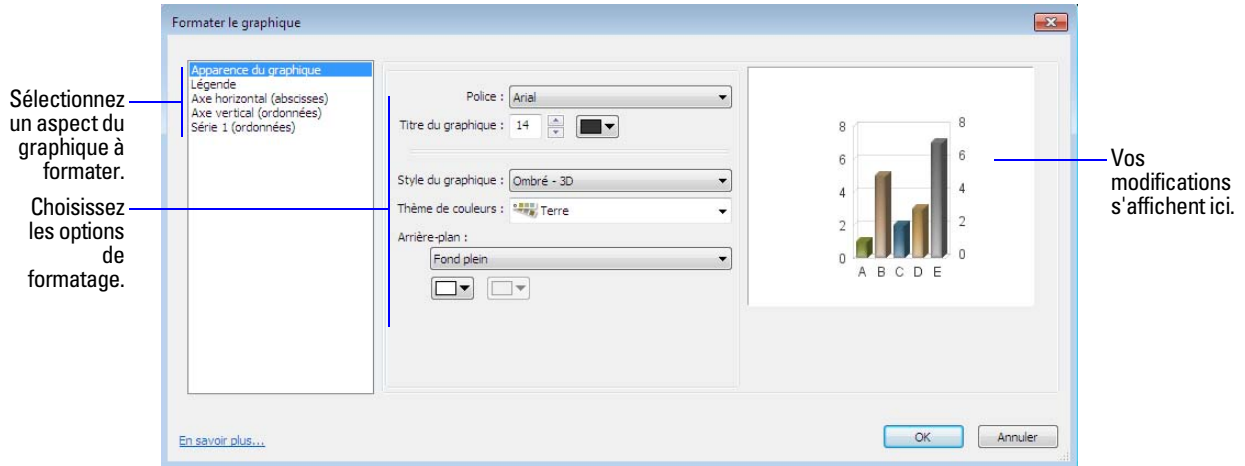 Formater le graphique
Sélectionnez
un aspect du
graphique à
formater.
Choisissez
les options
de
formatage.
Apparence du graphique
Légende
Axe horizontal (abscisses)
Axe vertical (ordonnées)
Série 1 (ordonnées)
Police : Arial
Titre du graphique : 14
Style du graphique : Ombré - 3D
Thème de couleurs : Terre
Arrière-plan :
Fond plein
8 8
6 6
4 4
2 2
0 0
A B C D E
Vos
modifications
s'affichent ici.
En savoir plus...
OK Annuler